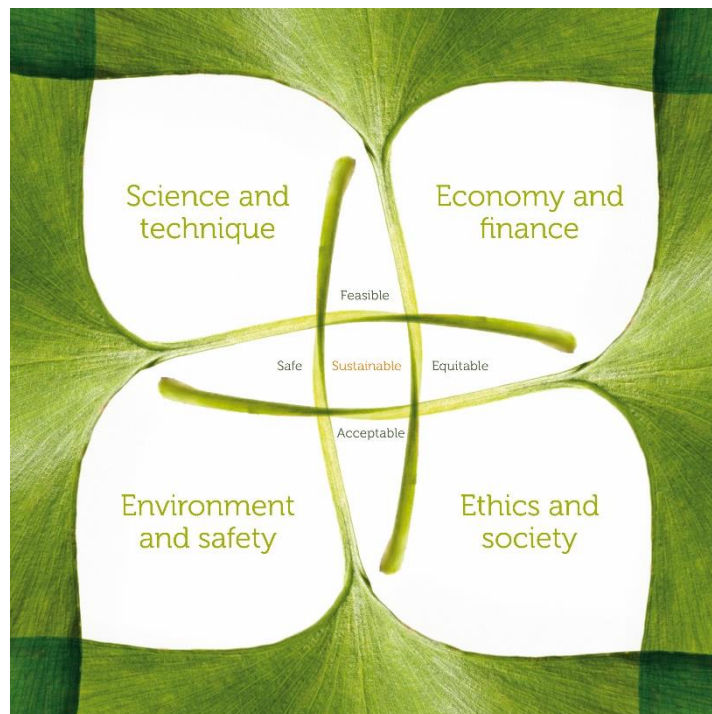 Science and
technique
Economy and
finance
Feasible
Safe
Sustainable
Equitable
Acceptable
Environment
and safety
Ethics and
society